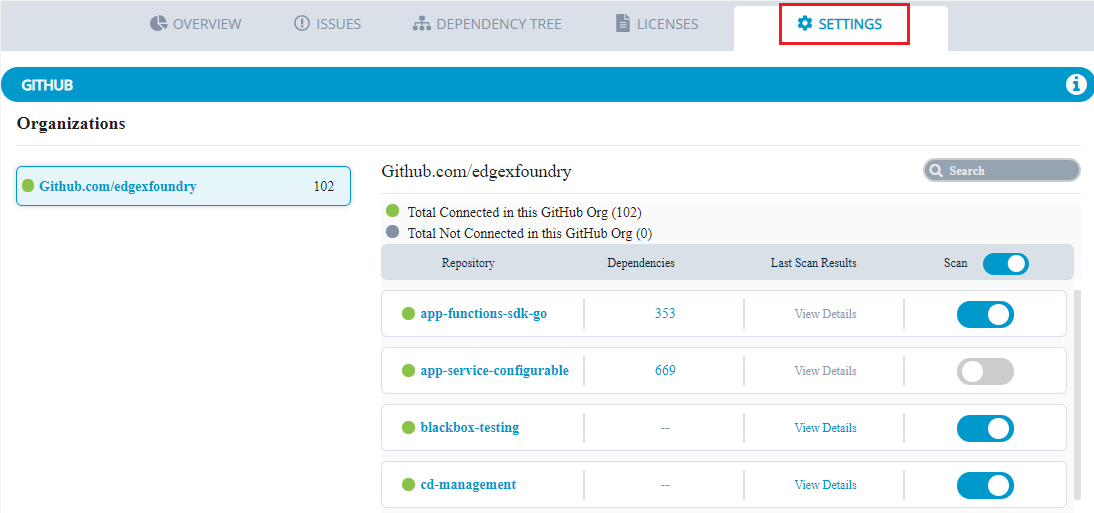 OVERVIEW ISSUES DEPENDENCY TREE LICENSES SETTINGS
GITHUB
Organizations
Github.com/edgexfoundry 102
Github.com/edgexfoundry Search
Total Connected in this GitHub Org (102)
Total Not Connected in this GitHub Org (0)
Repository Dependencies Last Scan Results Scan
app-functions-sdk-go 353 View Details
app-service-configurable 669 View Details
blackbox-testing -- View Details
cd-management -- View Details